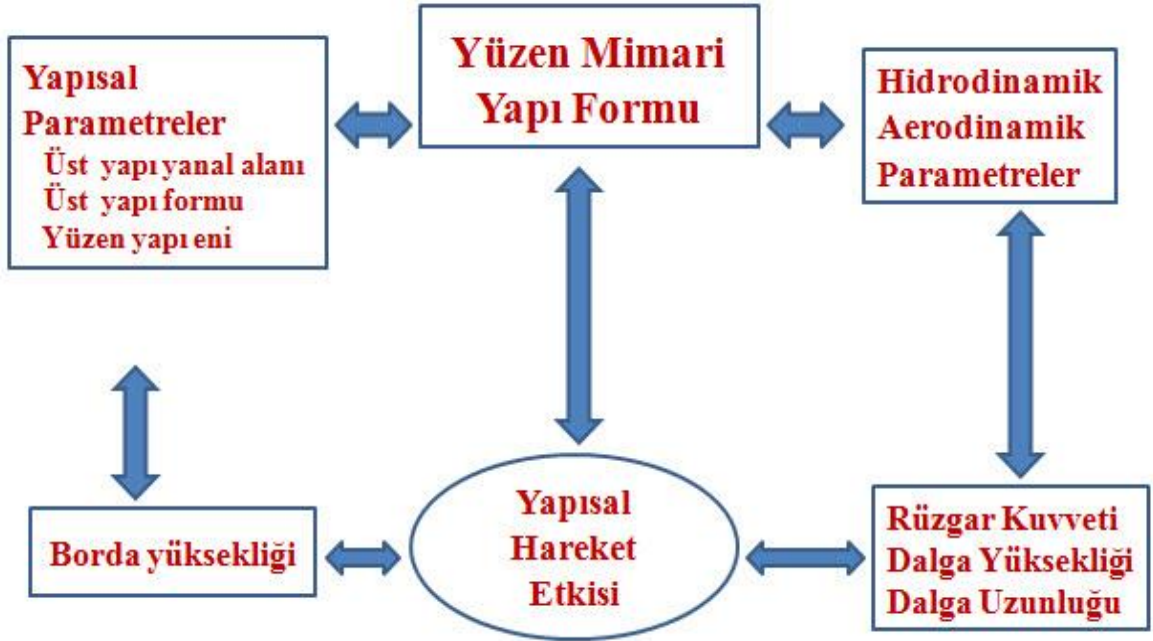 Yapısal
Parametreler
Üst yapı yanal alanı
Üst yapı formu
Yüzen yapı eni
Yüzen Mimari
Yapı Formu
Hidrodinamik
Aerodinamik
Parametreler
Borda yüksekliği
Yapısal
Hareket
Etkisi
Rüzgar Kuvveti
Dalga Yüksekliği
Dalga Uzunluğu